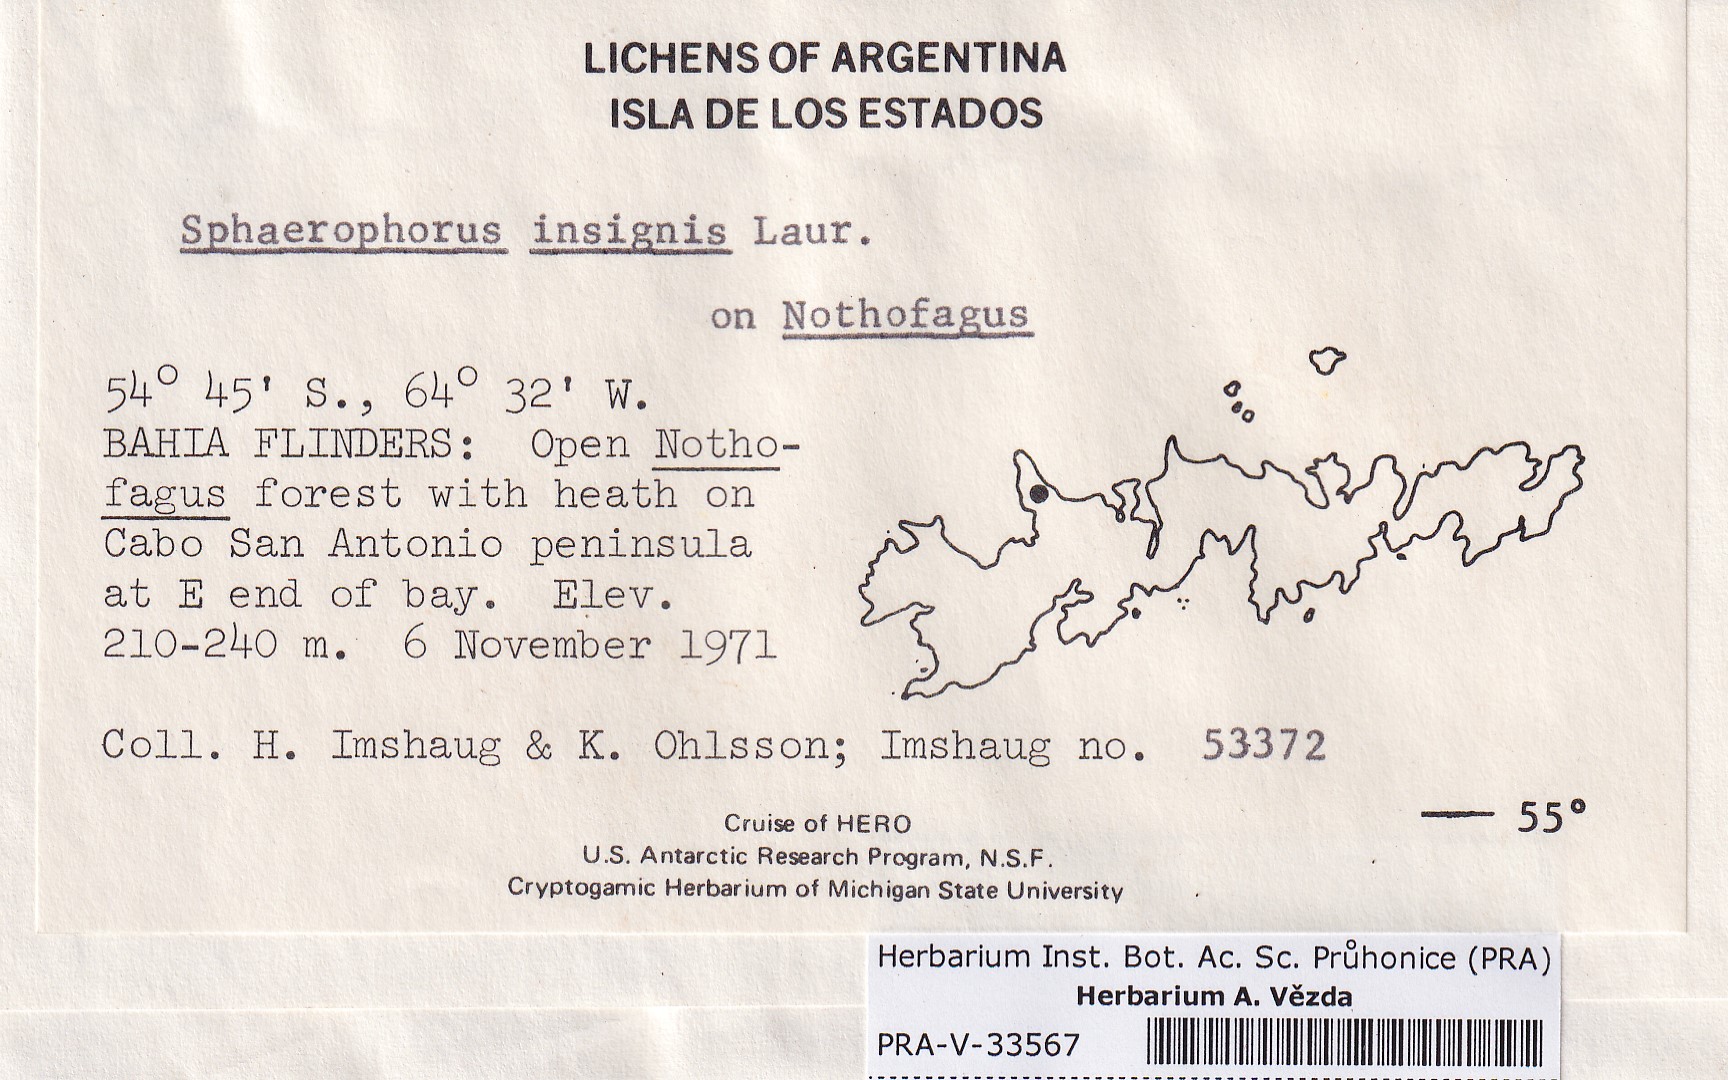 LICHENS OF ARGENTINA
ISLA DE LOS ESTADOS
Sphaerophorus insignis Laur.
on Nothofagus
54° 45' S., 64° 32' W.
BAHIA FLINDERS: Open Notho-
fagus forest with heath on
Cabo San Antonio peninsula
at E end of bay. Elev.
210-240 m. 6 November 1971
Coll. H. Imshaug & K. Ohlsson; Imshaug no. 53372
55°
Cruise of HERO
U.S. Antarctic Research Program, N.S.F.
Cryptogamic Herbarium of Michigan State University
Herbarium Inst. Bot. Ac. Sc. Průhonice (PRA)
Herbarium A. Vězda
PRA-V-33567